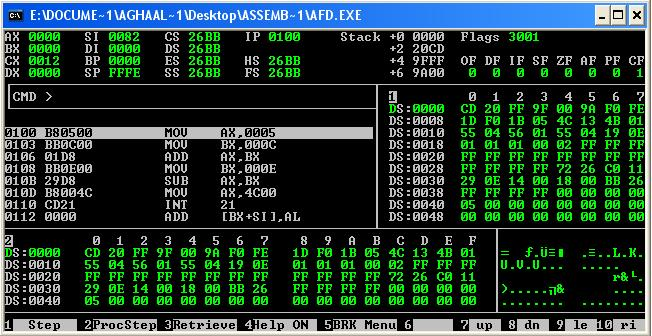 E:\DOCUME~1\AGHAAL~1\Desktop\ASSEMB~1\AFD.EXE
AX 0000 SI 0082 CS 26BB IP 0100 Stack +0 0000 Flags 3001
BX 0000 DI 0000 DS 26BB +2 20CD
CX 0012 BP 0000 ES 26BB HS 26BB +4 9FFF OF DF IF SF ZF AF PF CF
DX 0000 SP FFFE SS 26BB FS 26BB +6 9A00 0 0 0 0 0 0 0 1
CMD >
0100 B80500 MOV AX,0005
0103 BB0C00 MOV BX,000C
0106 01D8 ADD AX,BX
0108 BB0E00 MOV BX,000E
010B 29D8 SUB AX,BX
010D B8004C MOV AX,4C00
0110 CD21 INT 21
0112 0000 ADD [BX+SI],AL
1 0 1 2 3 4 5 6 7
DS:0000 CD 20 FF 9F 00 9A F0 FE
DS:0008 1D F0 1B 05 4C 13 4B 01
DS:0010 55 04 56 01 55 04 19 0E
DS:0018 01 01 01 00 02 FF FF FF
DS:0020 FF FF FF FF FF FF FF FF
DS:0028 FF FF FF FF 72 26 C0 11
DS:0030 29 0E 14 00 18 00 BB 26
DS:0038 FF FF FF FF 00 00 00 00
DS:0040 05 00 00 00 00 00 00 00
DS:0048 00 00 00 00 00 00 00 00
2 0 1 2 3 4 5 6 7 8 9 A B C D E F
DS:0000 CD 20 FF 9F 00 9A F0 FE 1D F0 1B 05 4C 13 4B 01
DS:0010 55 04 56 01 55 04 19 0E 01 01 01 00 02 FF FF FF
DS:0020 FF FF FF FF FF FF FF FF FF FF FF FF 72 26 C0 11
DS:0030 29 0E 14 00 18 00 BB 26 FF FF FF FF 00 00 00 00
DS:0040 05 00 00 00 00 00 00 00 00 00 00 00 00 00 00 00
1 Step 2ProcStep 3Retrieve 4Help ON 5BRK Menu 6 7 up 8 dn 9 le 10 ri